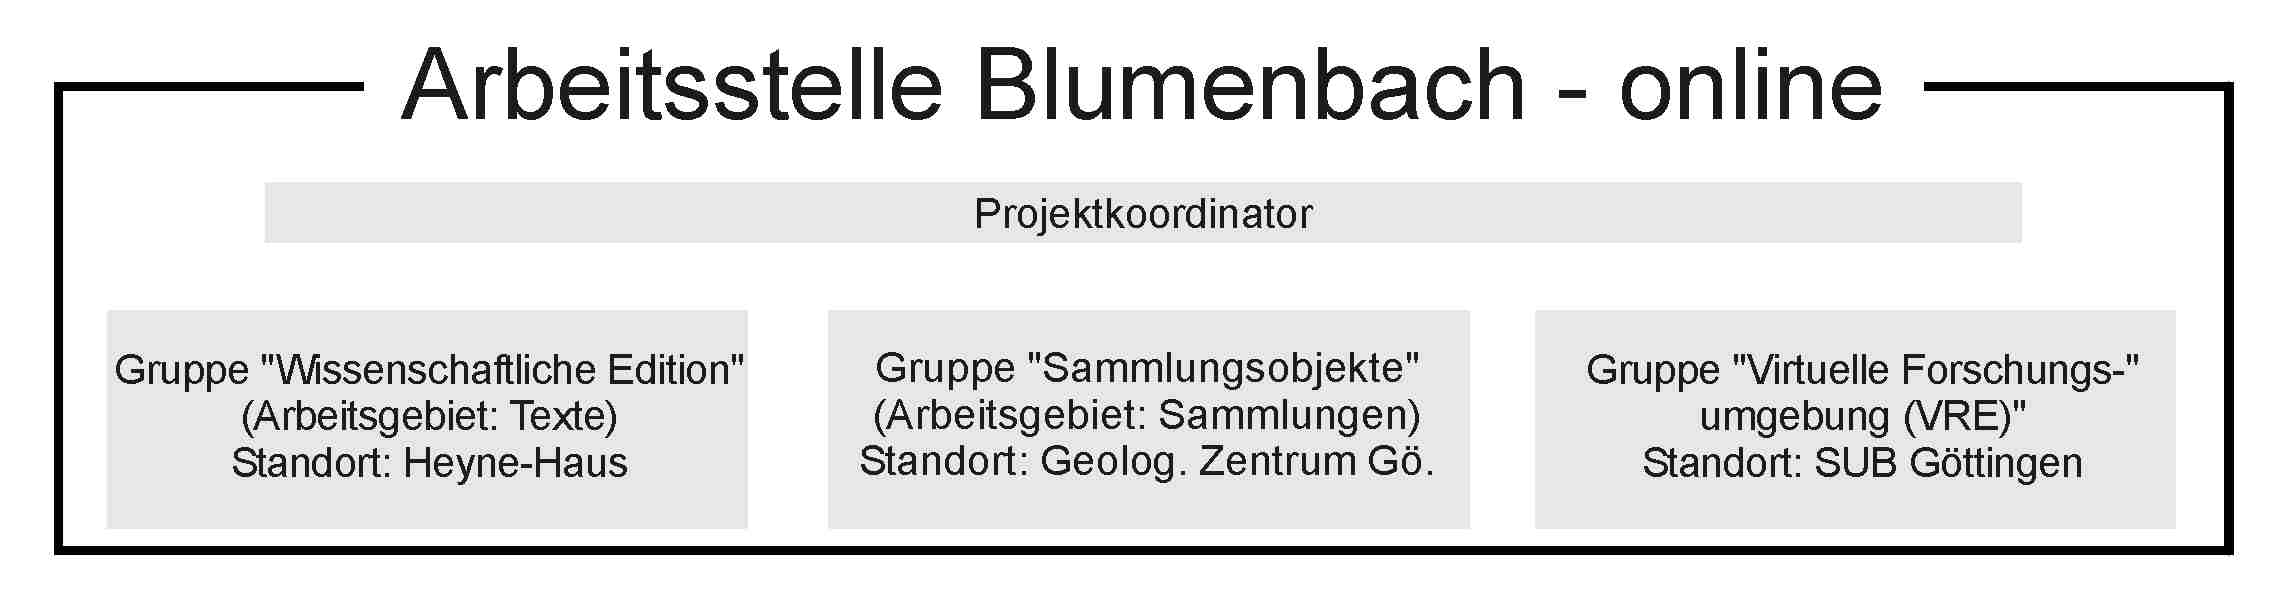 Arbeitsstelle Blumenbach - online
Projektkoordinator
Gruppe "Wissenschaftliche Edition"
(Arbeitsgebiet: Texte)
Standort: Heyne-Haus
Gruppe "Sammlungsobjekte"
(Arbeitsgebiet: Sammlungen)
Standort: Geolog. Zentrum Gö.
Gruppe "Virtuelle Forschungs-"
umgebung (VRE)"
Standort: SUB Göttingen